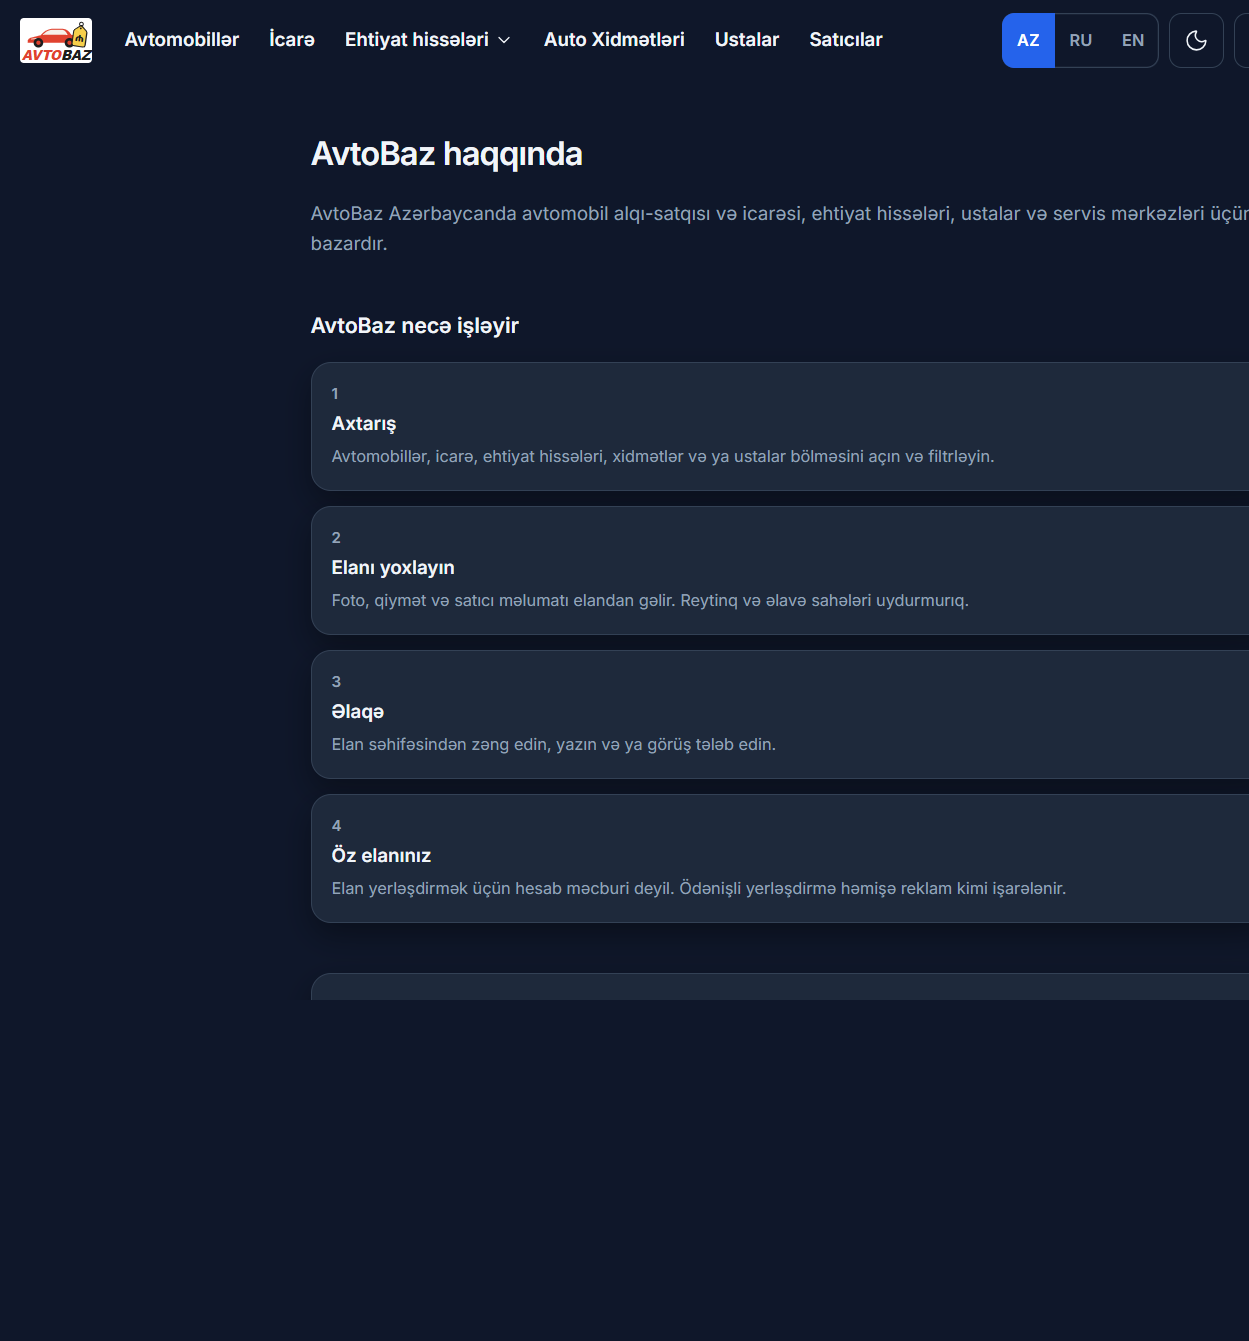 AVTOBAZ
Avtomobillər
İcarə
Ehtiyat hissələri
Auto Xidmətləri
Ustalar
Satıcılar
AZ
RU
EN
AvtoBaz haqqında
AvtoBaz Azərbaycanda avtomobil alqı-satqısı və icarəsi, ehtiyat hissələri, ustalar və servis mərkəzləri üçün
bazardır.
AvtoBaz necə işləyir
1
Axtarış
Avtomobillər, icarə, ehtiyat hissələri, xidmətlər və ya ustalar bölməsini açın və filtrləyin.
2
Elanı yoxlayın
Foto, qiymət və satıcı məlumatı elandan gəlir. Reytinq və əlavə sahələri uydurmuruq.
3
Əlaqə
Elan səhifəsindən zəng edin, yazın və ya görüş tələb edin.
4
Öz elanınız
Elan yerləşdirmək üçün hesab məcburi deyil. Ödənişli yerləşdirmə həmişə reklam kimi işarələnir.